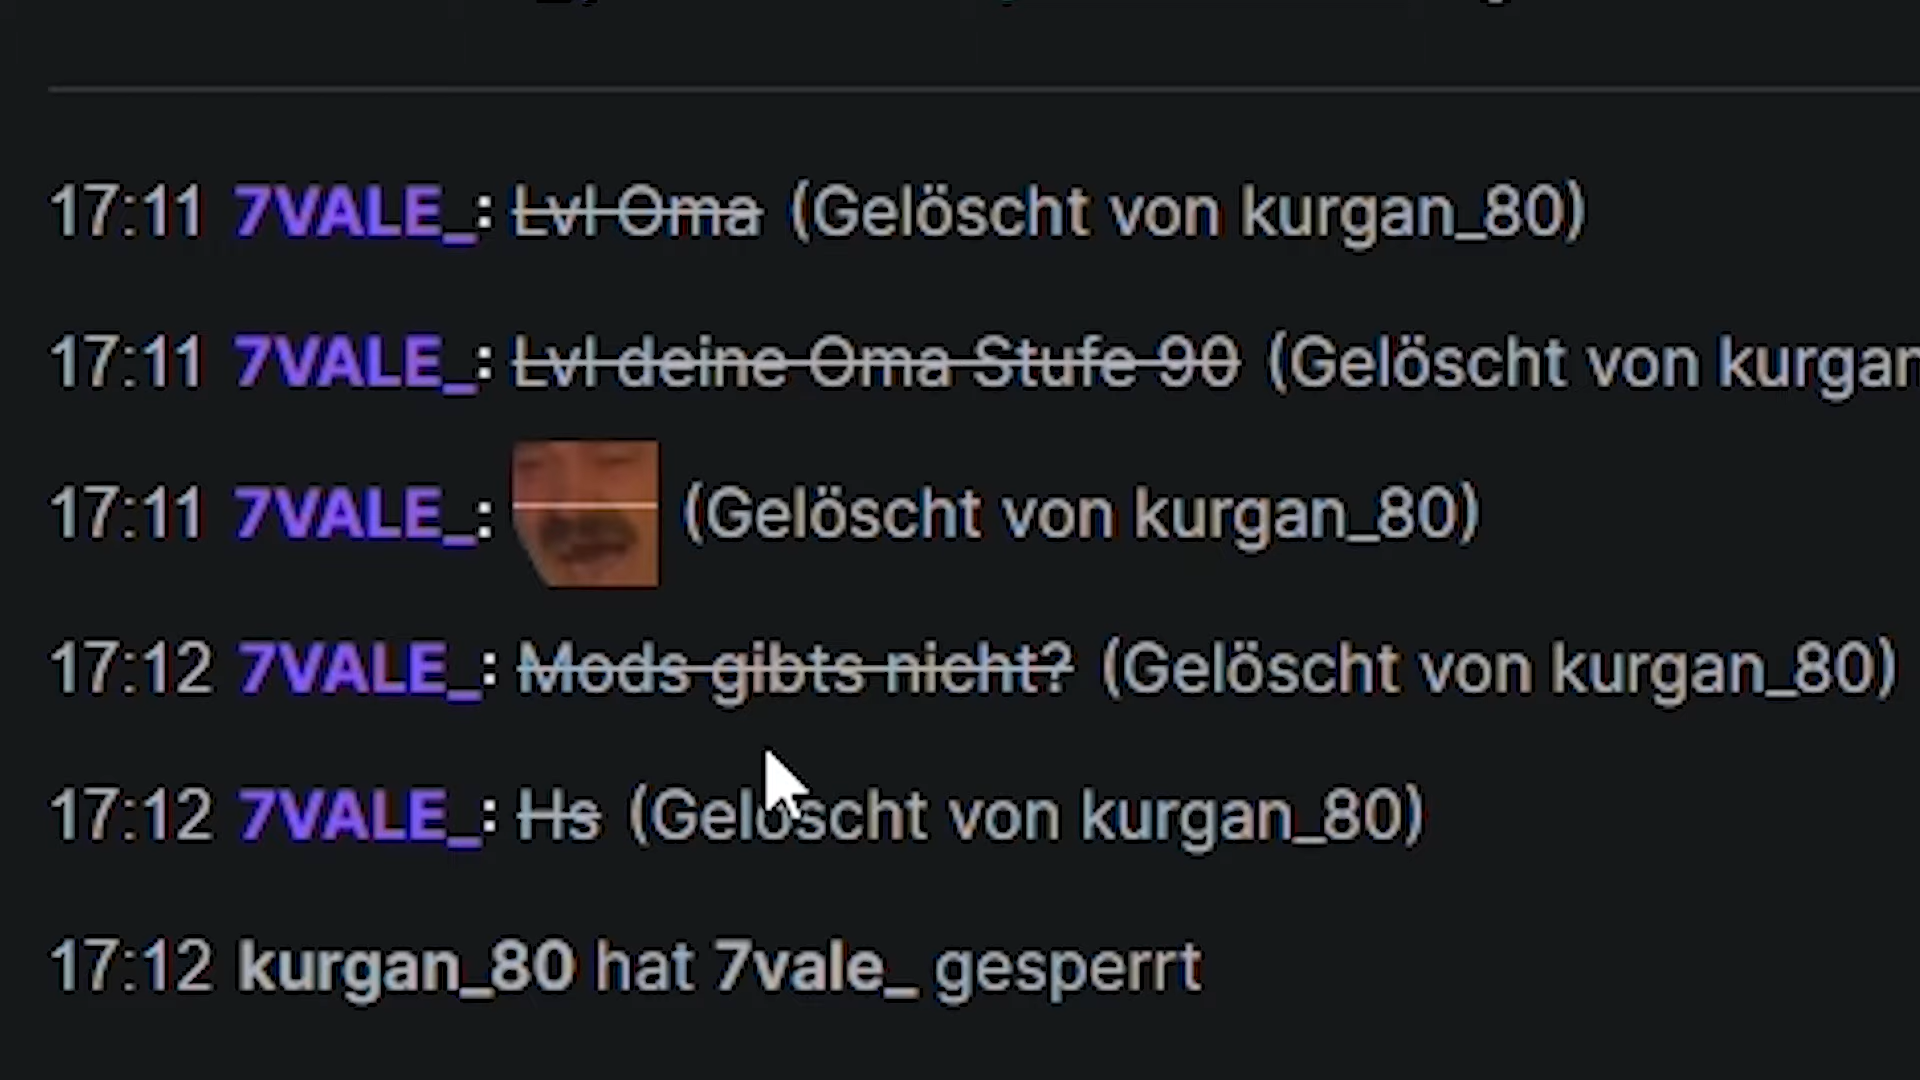 17:11 7VALE_: Lvl Oma (Gelöscht von kurgan_80)
17:11 7VALE_: Lvl deine Oma Stufe 90 (Gelöscht von kurgan
17:11 7VALE_: (Gelöscht von kurgan_80)
17:12 7VALE_: Mods gibts nicht? (Gelöscht von kurgan_80)
17:12 7VALE_: Hs (Gelöscht von kurgan_80)
17:12 kurgan_80 hat 7vale_ gesperrt